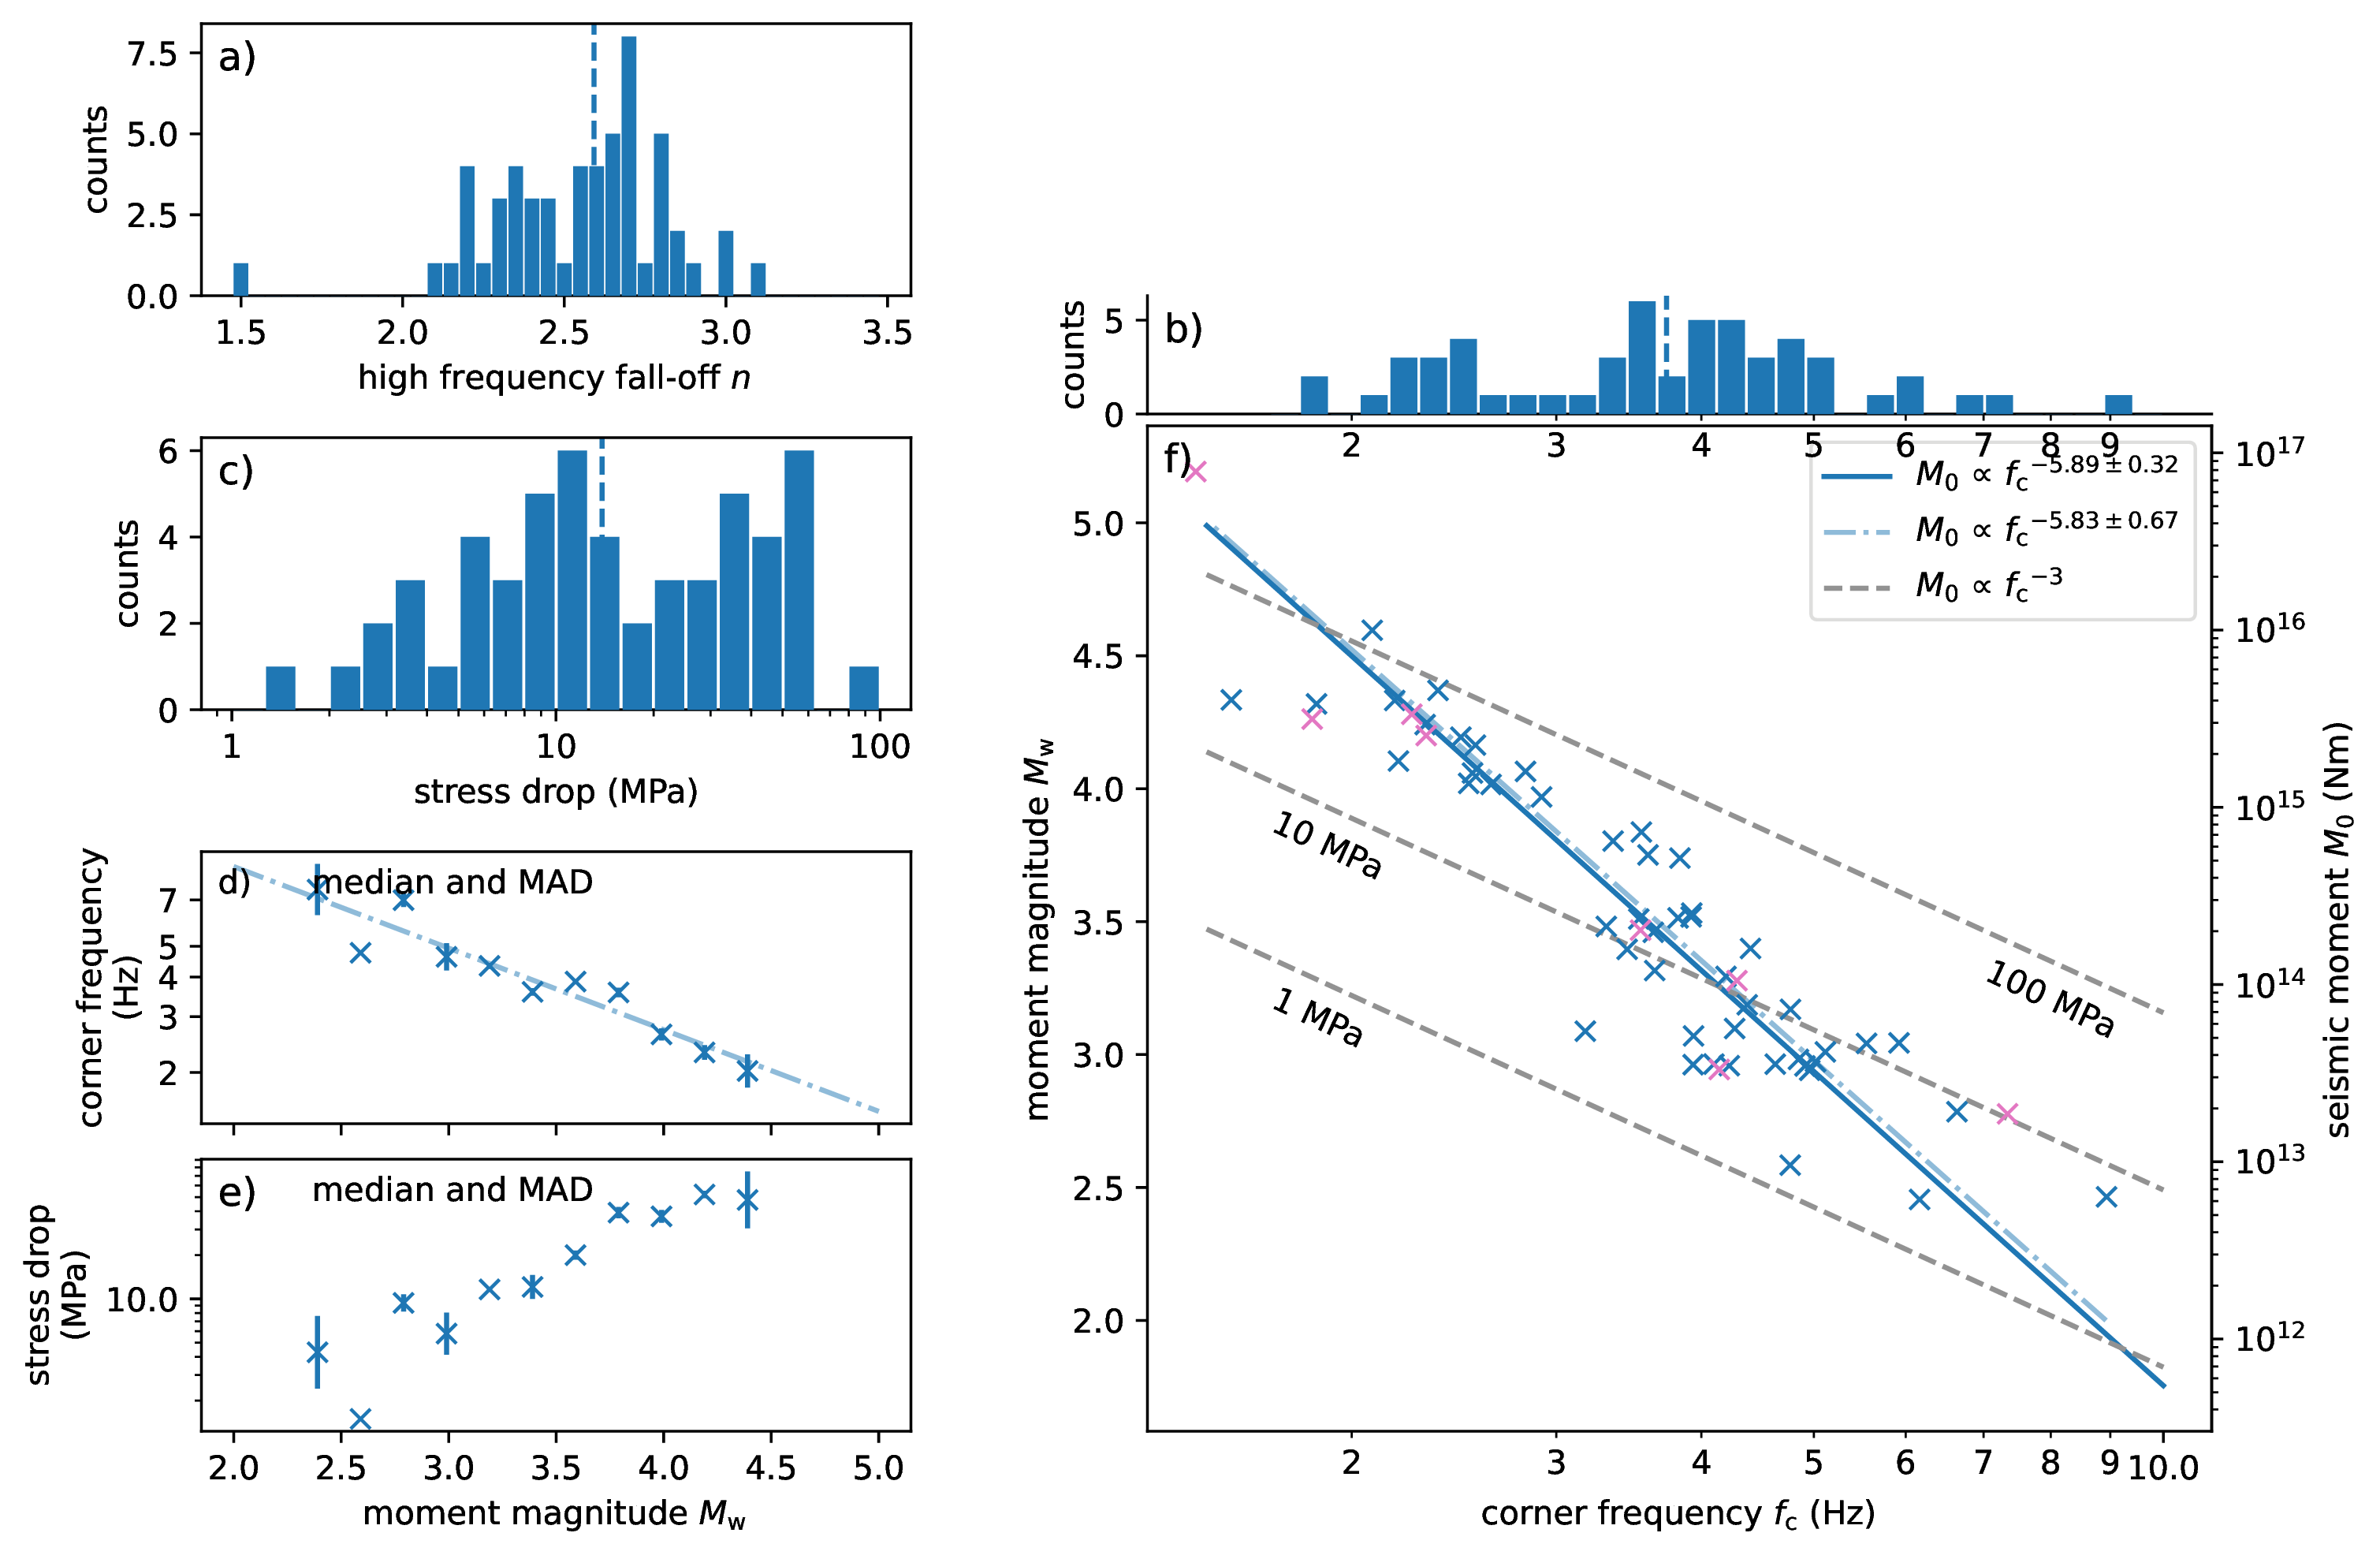 a)
counts
7.5
5.0
2.5
0.0
1.5 2.0 2.5 3.0 3.5
high frequency fall-off n
b)
counts
5
0
2 3 4 5 6 7 8 9
c)
counts
6
4
2
0
1 10 100
stress drop (MPa)
d)
median and MAD
corner frequency
(Hz)
7
5
4
3
2
e)
median and MAD
stress drop
(MPa)
10.0
2.0 2.5 3.0 3.5 4.0 4.5 5.0
moment magnitude Mw
f)
M₀ ∝ fc⁻⁵·⁸⁹ ± ⁰·³²
M₀ ∝ fc⁻⁵·⁸³ ± ⁰·⁶⁷
M₀ ∝ fc⁻³
moment magnitude Mw
5.0
4.5
4.0
3.5
3.0
2.5
2.0
10 MPa
1 MPa
100 MPa
10¹⁷
10¹⁶
10¹⁵
10¹⁴
10¹³
10¹²
seismic moment M₀ (Nm)
2 3 4 5 6 7 8 9 10.0
corner frequency fc (Hz)